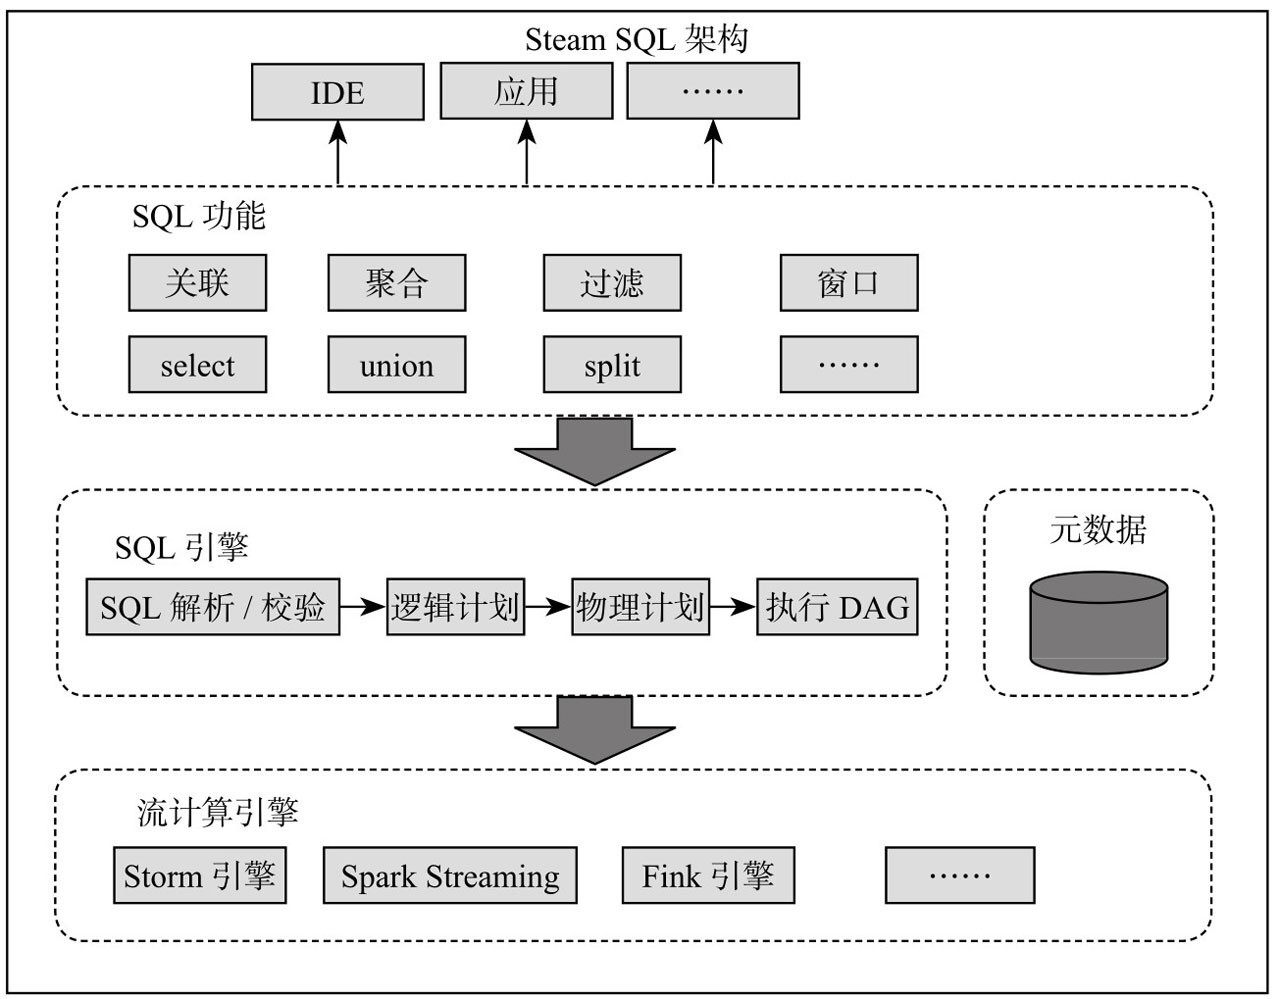 Steam SQL 架构
IDE
应用
······
SQL 功能
关联
聚合
过滤
窗口
select
union
split
······
SQL 引擎
SQL 解析 / 校验
逻辑计划
物理计划
执行 DAG
元数据
流计算引擎
Storm 引擎
Spark Streaming
Fink 引擎
······